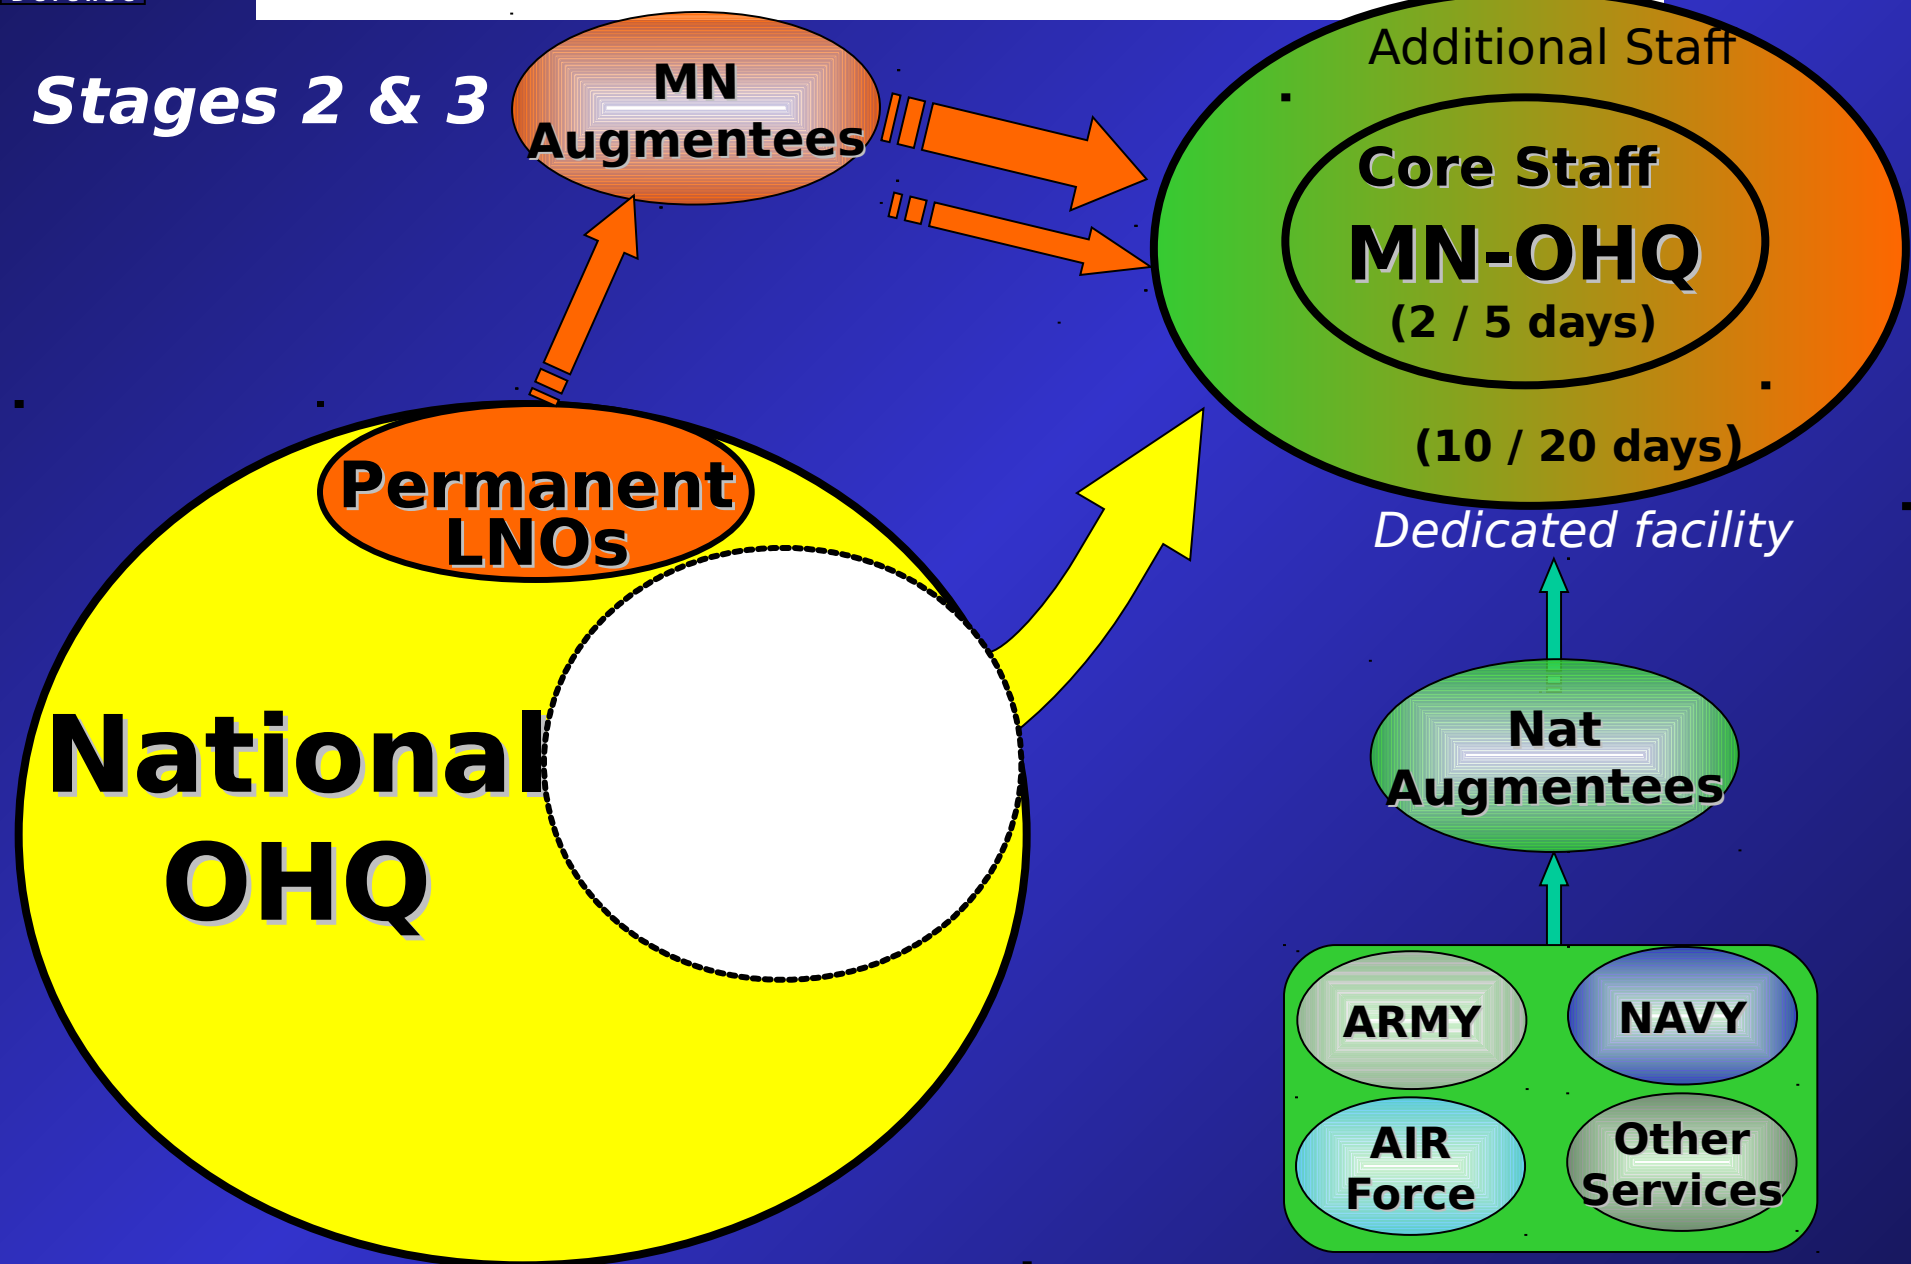 Stages 2 & 3
MN
Augmentees
Additional Staff
Core Staff
MN-OHQ
(2 / 5 days)
(10 / 20 days)
Dedicated facility
Permanent
LNOs
National
OHQ
Nat
Augmentees
ARMY
NAVY
AIR
Force
Other
Services